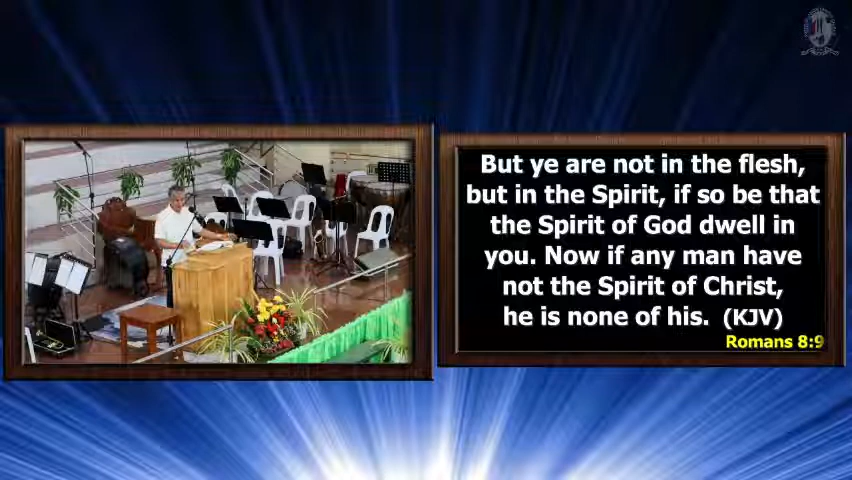 But ye are not in the flesh,
but in the Spirit, if so be that
the Spirit of God dwell in
you. Now if any man have
not the Spirit of Christ,
he is none of his. (KJV)
Romans 8:9